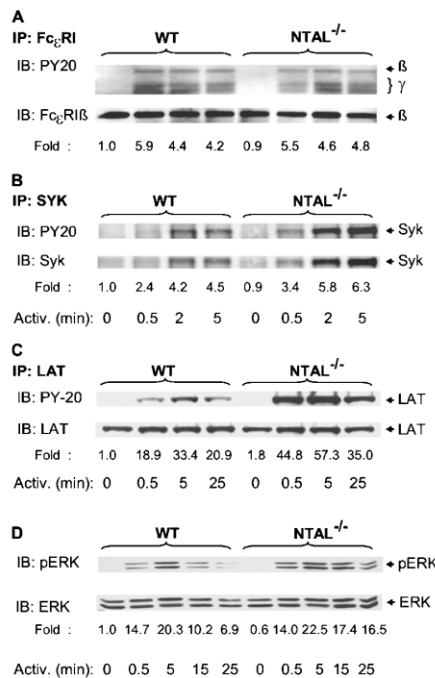 A
IP: FcεRI WT NTAL-/-
IB: PY20 ß
} γ
IB: FcεRIß ß
Fold : 1.0 5.9 4.4 4.2 0.9 5.5 4.6 4.8
B
IP: SYK WT NTAL-/-
IB: PY20 Syk
IB: Syk Syk
Fold : 1.0 2.4 4.2 4.5 0.9 3.4 5.8 6.3
Activ. (min): 0 0.5 2 5 0 0.5 2 5
C
IP: LAT WT NTAL-/-
IB: PY-20 LAT
IB: LAT LAT
Fold : 1.0 18.9 33.4 20.9 1.8 44.8 57.3 35.0
Activ. (min): 0 0.5 5 25 0 0.5 5 25
D WT NTAL-/-
IB: pERK pERK
IB: ERK ERK
Fold : 1.0 14.7 20.3 10.2 6.9 0.6 14.0 22.5 17.4 16.5
Activ. (min): 0 0.5 5 15 25 0 0.5 5 15 25